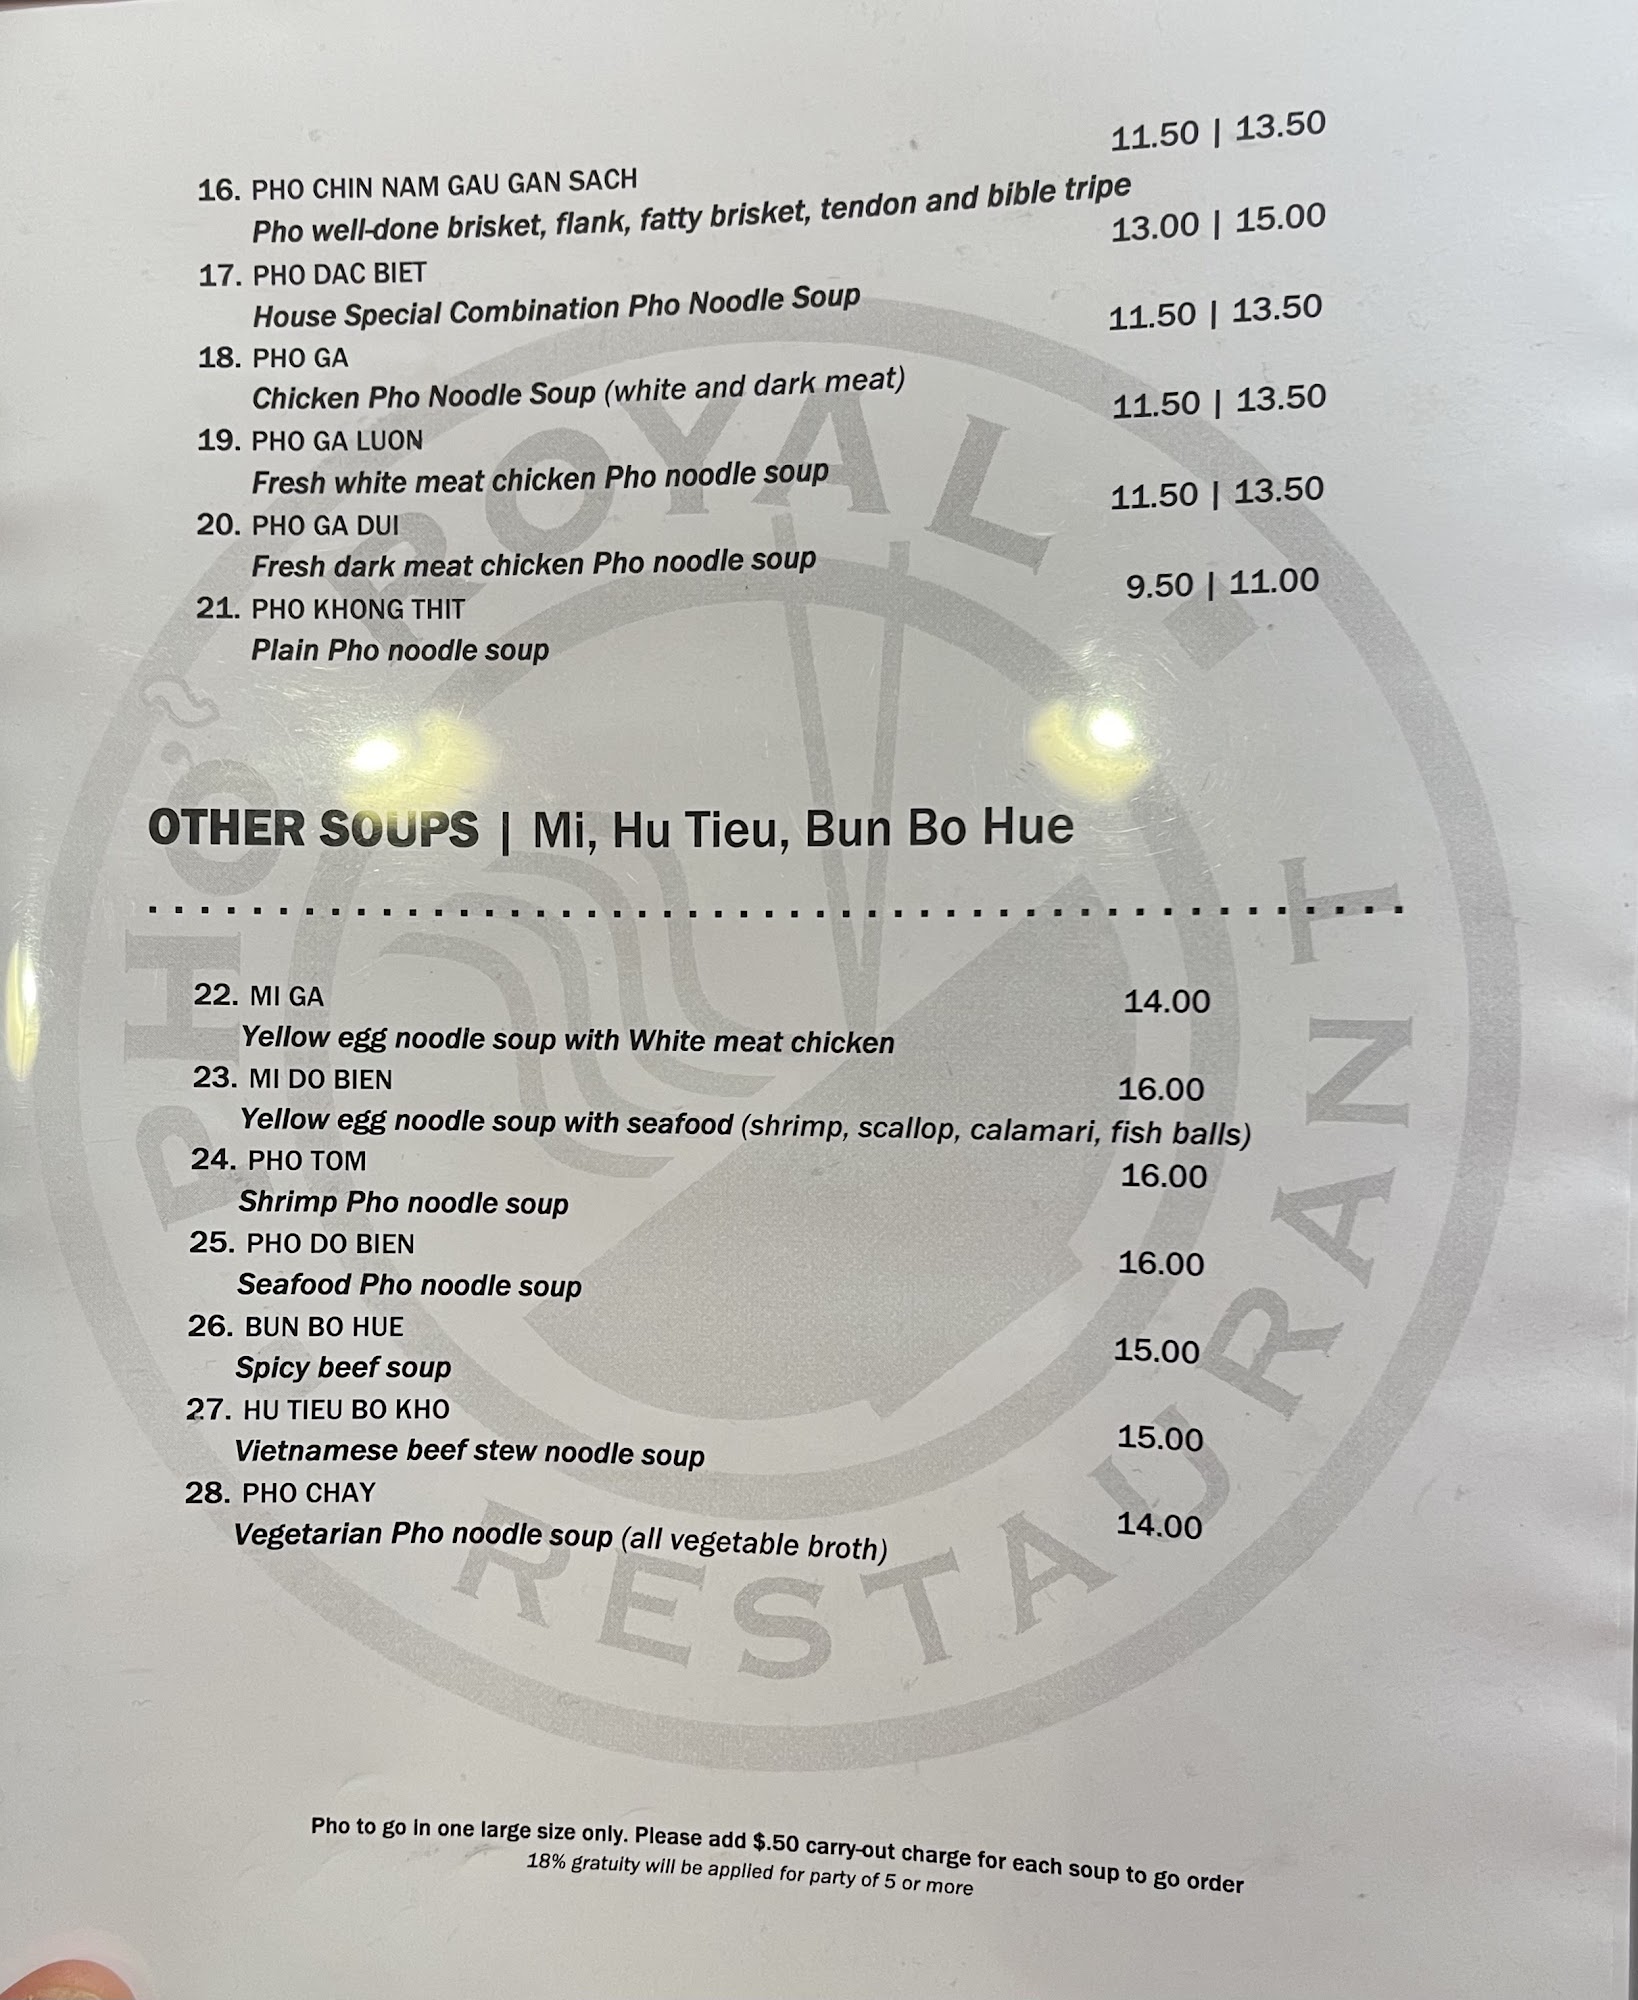 11.50 | 13.50
16. PHO CHIN NAM GAU GAN SACH
Pho well-done brisket, flank, fatty brisket, tendon and bible tripe
13.00 | 15.00
17. PHO DAC BIET
House Special Combination Pho Noodle Soup
11.50 | 13.50
18. PHO GA
Chicken Pho Noodle Soup (white and dark meat)
11.50 | 13.50
19. PHO GA LUON
Fresh white meat chicken Pho noodle soup
11.50 | 13.50
20. PHO GA DUI
Fresh dark meat chicken Pho noodle soup
9.50 | 11.00
21. PHO KHONG THIT
Plain Pho noodle soup
OTHER SOUPS | Mi, Hu Tieu, Bun Bo Hue
22. MI GA 14.00
Yellow egg noodle soup with White meat chicken
23. MI DO BIEN 16.00
Yellow egg noodle soup with seafood (shrimp, scallop, calamari, fish balls)
24. PHO TOM 16.00
Shrimp Pho noodle soup
25. PHO DO BIEN 16.00
Seafood Pho noodle soup
26. BUN BO HUE 15.00
Spicy beef soup
27. HU TIEU BO KHO 15.00
Vietnamese beef stew noodle soup
28. PHO CHAY 14.00
Vegetarian Pho noodle soup (all vegetable broth)
Pho to go in one large size only. Please add $.50 carry-out charge for each soup to go order
18% gratuity will be applied for party of 5 or more
PHỞ ROYAL
RESTAURANT